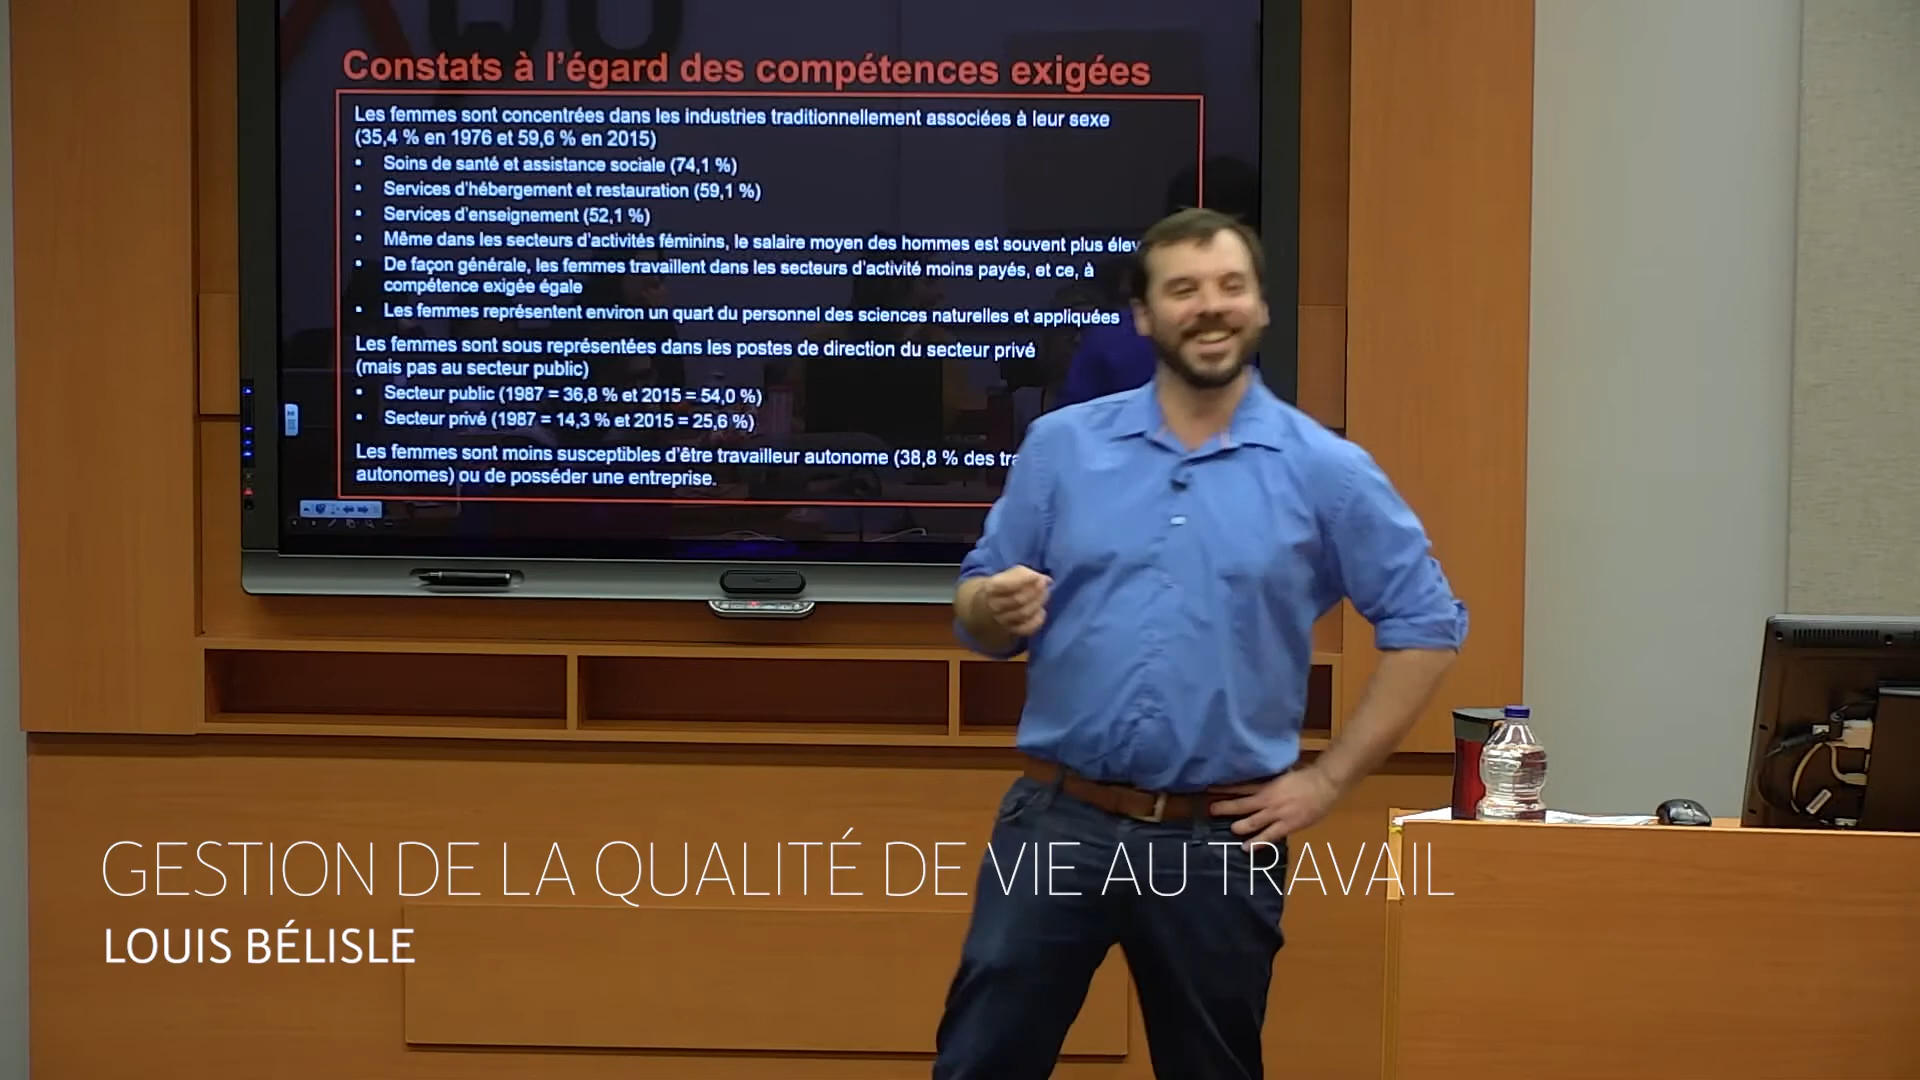 Constats à l'égard des compétences exigées
Les femmes sont concentrées dans les industries traditionnellement associées à leur sexe
(35,4 % en 1976 et 59,6 % en 2015)
• Soins de santé et assistance sociale (74,1 %)
• Services d'hébergement et restauration (59,1 %)
• Services d'enseignement (52,1 %)
• Même dans les secteurs d'activités féminins, le salaire moyen des hommes est souvent plus
• De façon générale, les femmes travaillent dans les secteurs d'activité moins payés, et ce, à
compétence exigée égale
• Les femmes représentent environ un quart du personnel des sciences naturelles et appliquées
Les femmes sont sous représentées dans les postes de direction du secteur privé
(mais pas au secteur public)
• Secteur public (1987 = 36,8 % et 2015 = 54,0 %)
• Secteur privé (1987 = 14,3 % et 2015 = 25,6 %)
Les femmes sont moins susceptibles d'être travailleur autonome (38,8 % des
autonomes) ou de posséder une entreprise.
GESTION DE LA QUALITÉ DE VIE AU TRAVAIL
LOUIS BÉLISLE